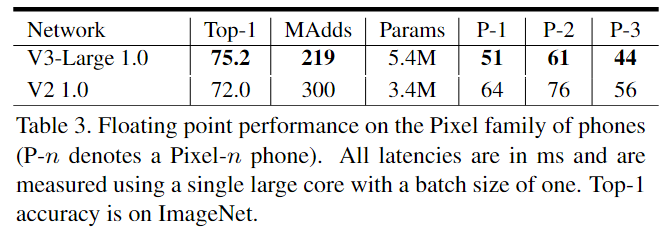 Network Top-1 MAdds Params P-1 P-2 P-3
V3-Large 1.0 75.2 219 5.4M 51 61 44
V2 1.0 72.0 300 3.4M 64 76 56
Table 3. Floating point performance on the Pixel family of phones
(P-n denotes a Pixel-n phone). All latencies are in ms and are
measured using a single large core with a batch size of one. Top-1
accuracy is on ImageNet.